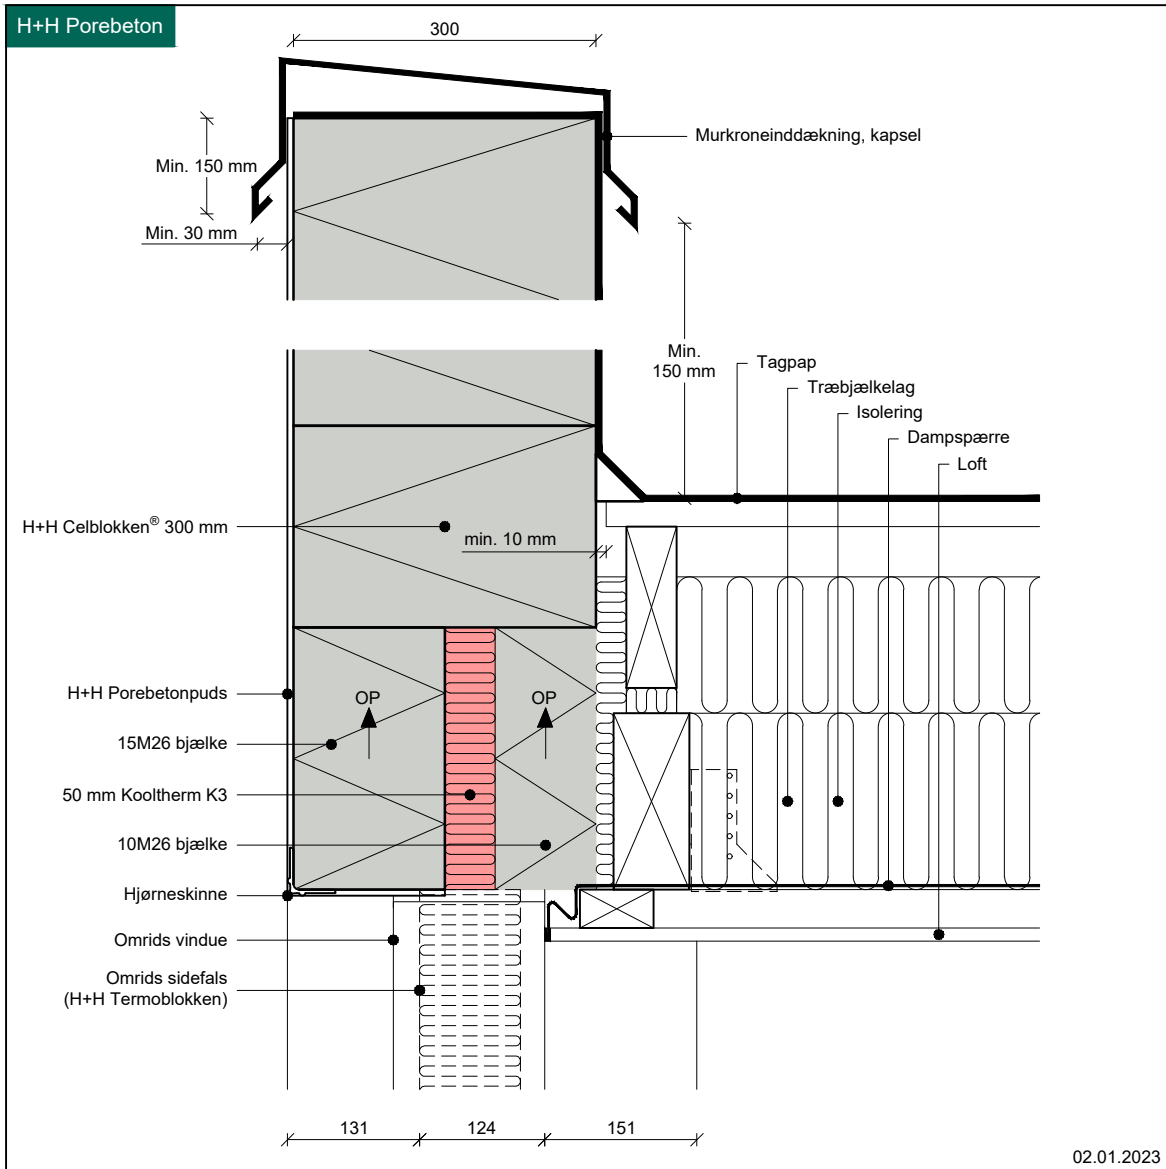 H+H Porebeton
300
Murkroneinddækning, kapsel
Min. 150 mm
Min. 30 mm
Min.
150 mm
Tagpap
Træbjælkelag
Isolering
Dampspærre
Loft
H+H Celblokken® 300 mm
min. 10 mm
H+H Porebetonpuds
OP
OP
15M26 bjælke
50 mm Kooltherm K3
10M26 bjælke
Hjørneskinne
Omrids vindue
Omrids sidefals
(H+H Termoblokken)
131
124
151
02.01.2023